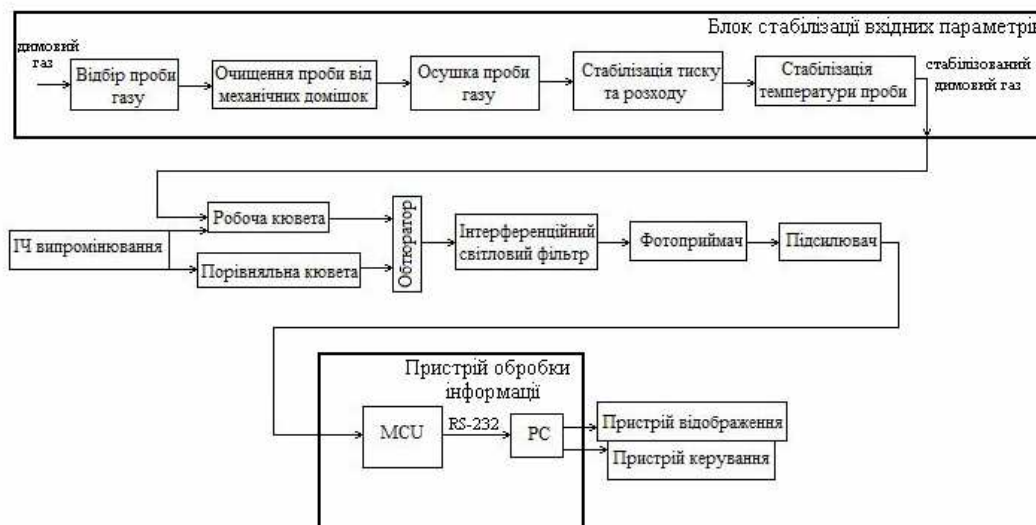 Блок стабілізації вхідних параметрів
димовий
газ
Відбір проби
газу
Очищення проби від
механічних домішок
Осушка проби
газу
Стабілізація тиску
та розходу
Стабілізація
температури проби
стабілізований
димовий газ
ІЧ випромінювання
Робоча кювета
Порівняльна кювета
Обтюратор
Інтерференційний
світловий фільтр
Фотоприймач
Підсилювач
Пристрій обробки
інформації
MCU
RS-232
PC
Пристрій відображення
Пристрій керування